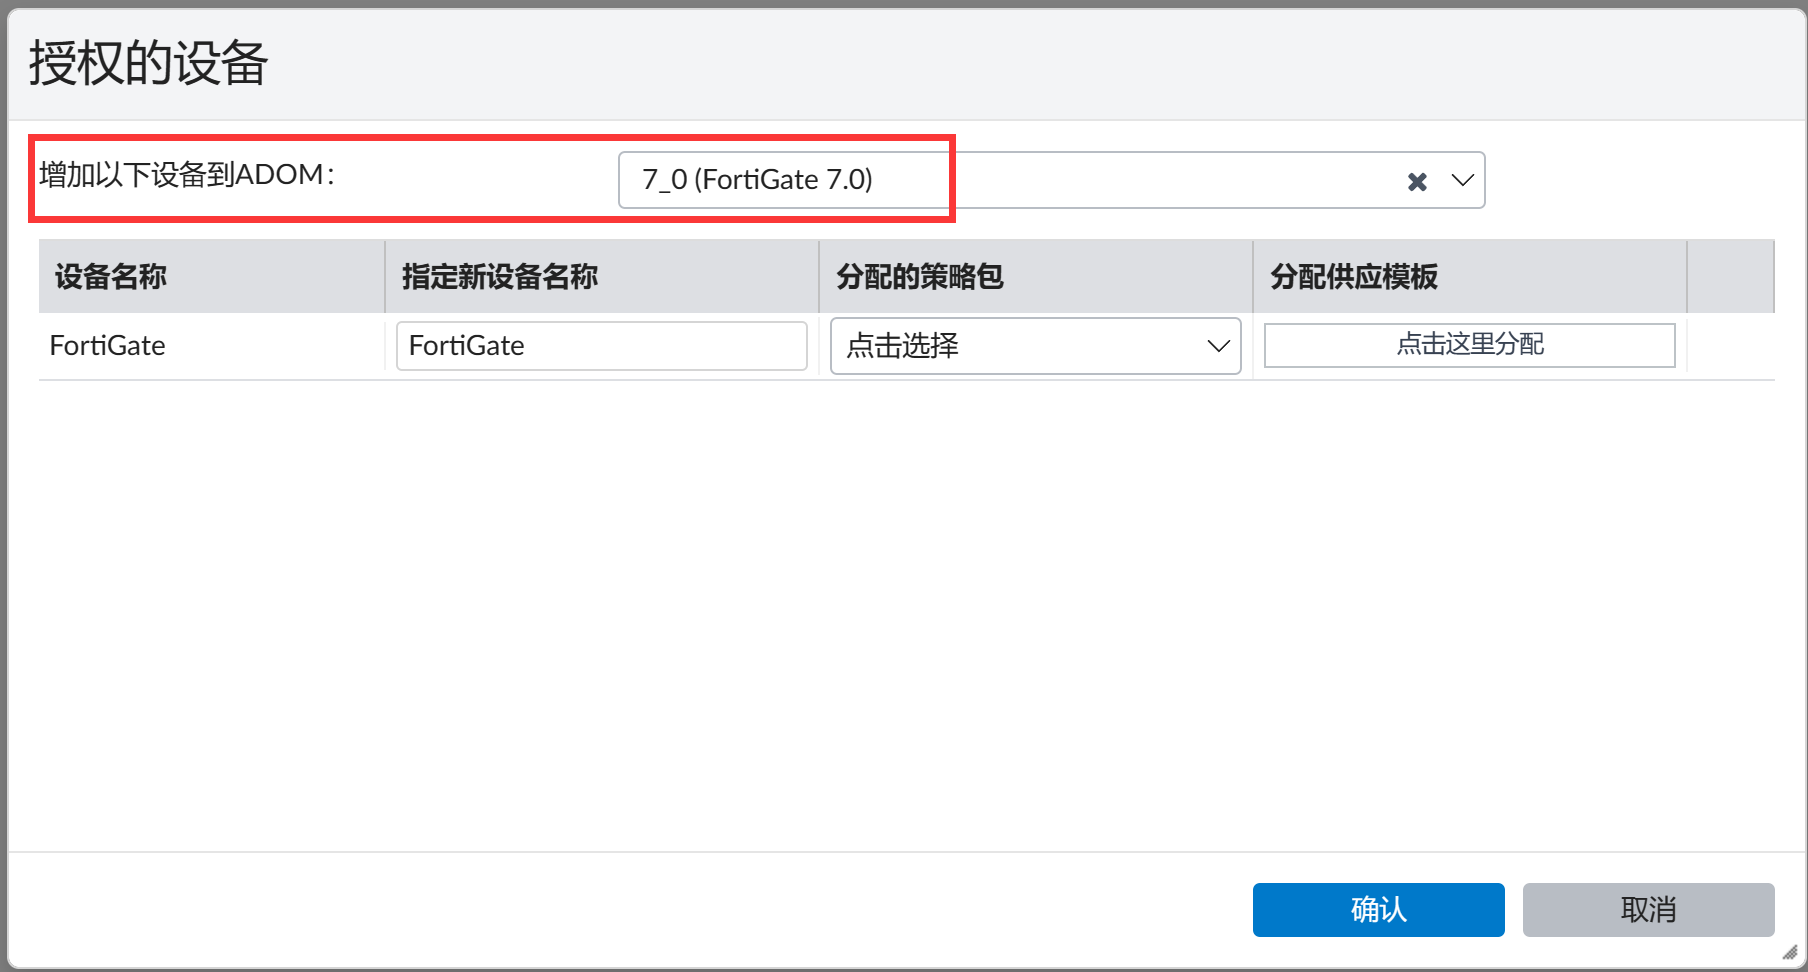 授权的设备
增加以下设备到ADOM：
7_0 (FortiGate 7.0)
设备名称 指定新设备名称 分配的策略包 分配供应模板
FortiGate FortiGate 点击选择 点击这里分配
确认 取消